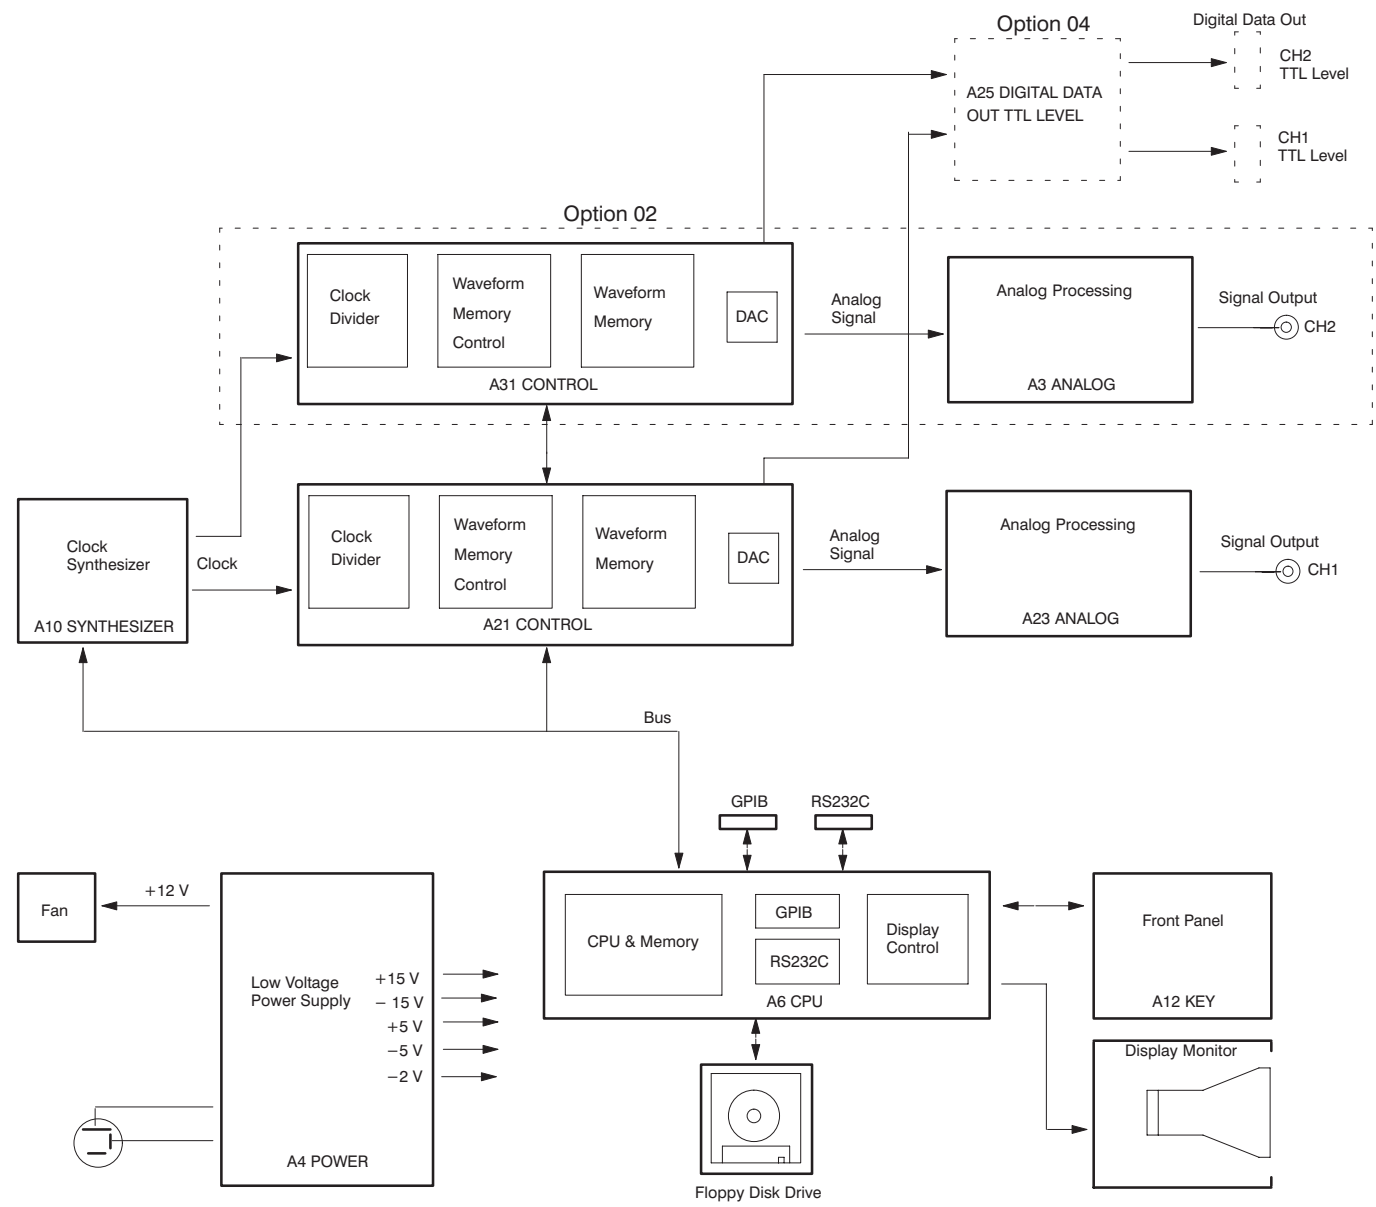 Option 04
Digital Data Out
CH2
TTL Level
A25 DIGITAL DATA
OUT TTL LEVEL
CH1
TTL Level
Option 02
Clock
Divider
Waveform
Memory
Control
Waveform
Memory
DAC
A31 CONTROL
Analog
Signal
Analog Processing
A3 ANALOG
Signal Output
CH2
Clock
Synthesizer
A10 SYNTHESIZER
Clock
Clock
Divider
Waveform
Memory
Control
Waveform
Memory
DAC
A21 CONTROL
Analog
Signal
Analog Processing
A23 ANALOG
Signal Output
CH1
Bus
GPIB
RS232C
Fan
+12 V
Low Voltage
Power Supply
+15 V
− 15 V
+5 V
−5 V
−2 V
A4 POWER
CPU & Memory
GPIB
RS232C
Display
Control
A6 CPU
Front Panel
A12 KEY
Display Monitor
Floppy Disk Drive